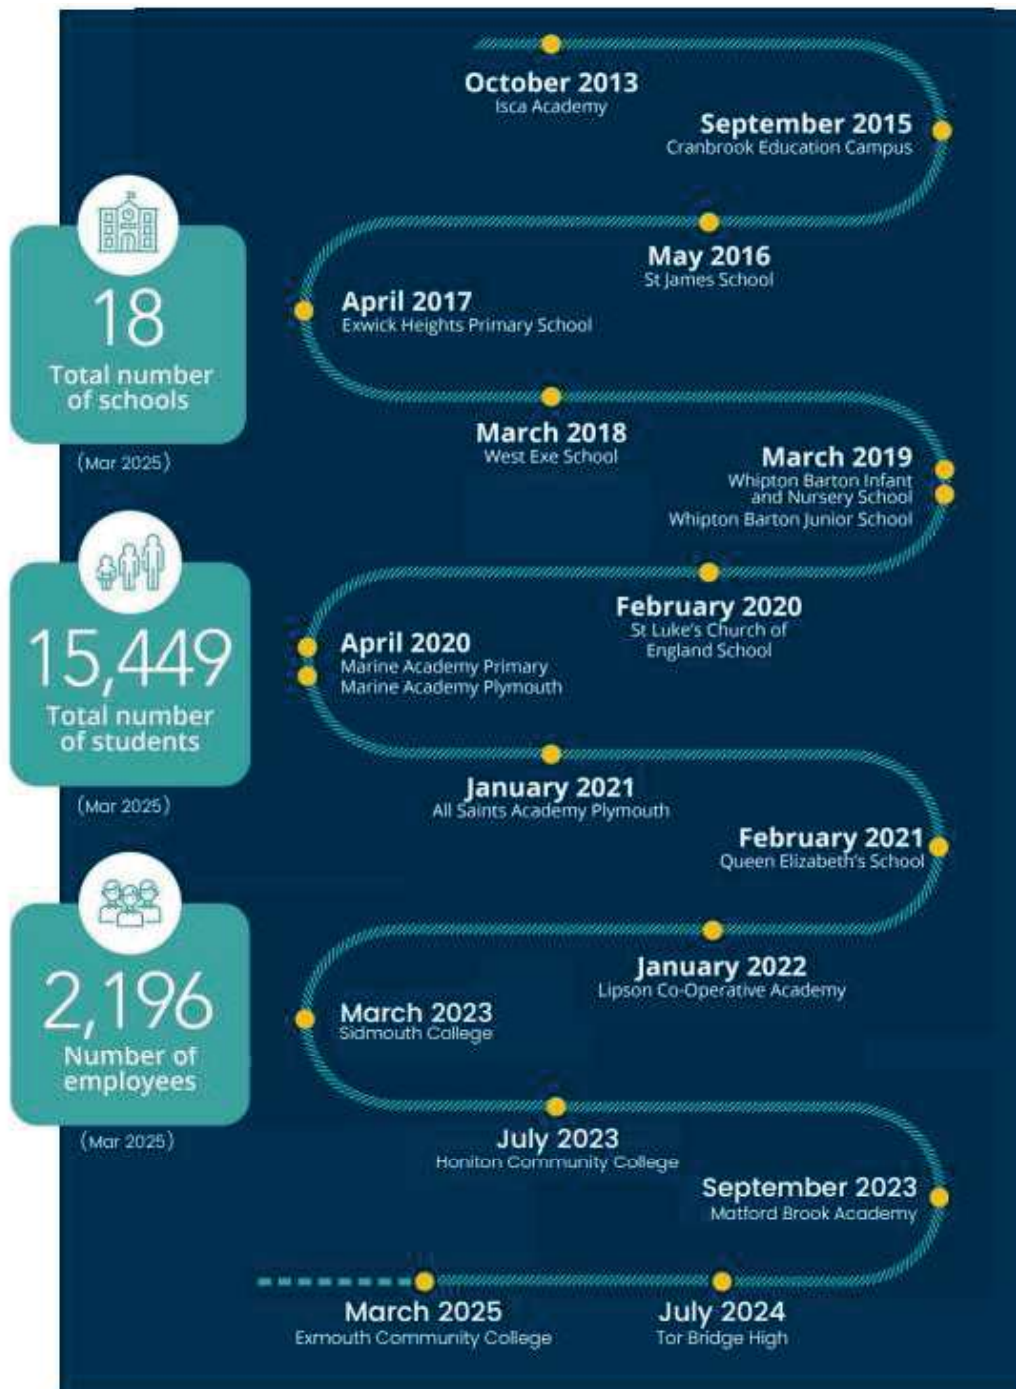 October 2013
Isca Academy
September 2015
Cranbrook Education Campus
May 2016
St James School
April 2017
Exwick Heights Primary School
March 2018
West Exe School
March 2019
Whipton Barton Infant
and Nursery School
Whipton Barton Junior School
February 2020
St Luke's Church of
England School
April 2020
Marine Academy Primary
Marine Academy Plymouth
January 2021
All Saints Academy Plymouth
February 2021
Queen Elizabeth's School
January 2022
Lipson Co-Operative Academy
March 2023
Sidmouth College
July 2023
Honiton Community College
September 2023
Matford Brook Academy
July 2024
Tor Bridge High
March 2025
Exmouth Community College
18
Total number
of schools
(Mar 2025)
15,449
Total number
of students
(Mar 2025)
2,196
Number of
employees
(Mar 2025)